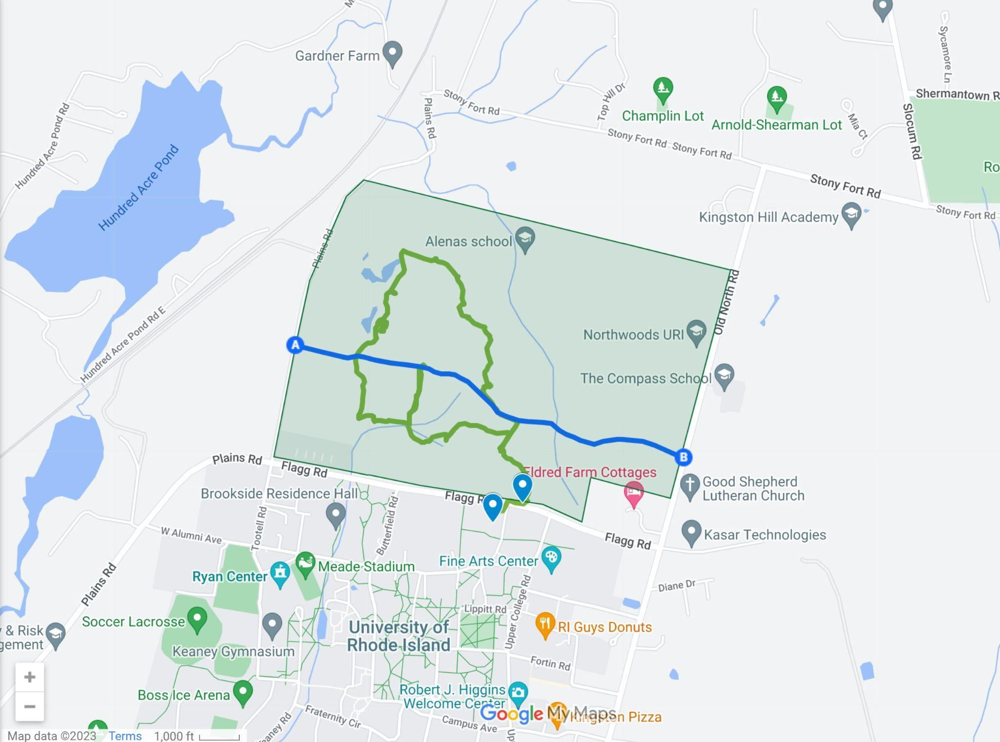 Gardner Farm
Sycamore Ln
Shermantown R
Stony Fort Rd
Plains Rd
Top Hill Dr
Champlin Lot
Arnold-Shearman Lot
Mia Ct
Slocum Rd
Hundred Acre Pond Rd
Stony Fort Rd
Stony Fort Rd
Ro
Hundred Acre Pond
Stony Fort Rd
Kingston Hill Academy
Stony Fort Rd
Alenas school
Plains Rd
Old North Rd
Northwoods URI
A
Hundred Acre Pond Rd E
The Compass School
B
Plains Rd
Flagg Rd
Eldred Farm Cottages
Good Shepherd
Lutheran Church
Brookside Residence Hall
Flagg R
Tootell Rd
Butterfield Rd
W Alumni Ave
Flagg Rd
Kasar Technologies
Fine Arts Center
Meade Stadium
Ryan Center
Plains Rd
Diane Dr
Upper College Rd
Lippitt Rd
Soccer Lacrosse
University of
Rhode Island
RI Guys Donuts
y & Risk
gement
Keaney Gymnasium
Fortin Rd
+
−
Boss Ice Arena
Robert J. Higgins
Welcome Center
Google My Maps
Kingston Pizza
Fraternity Cir
Campus Ave
Keaney Rd
Upp
Map data ©2023 Terms 1,000 ft